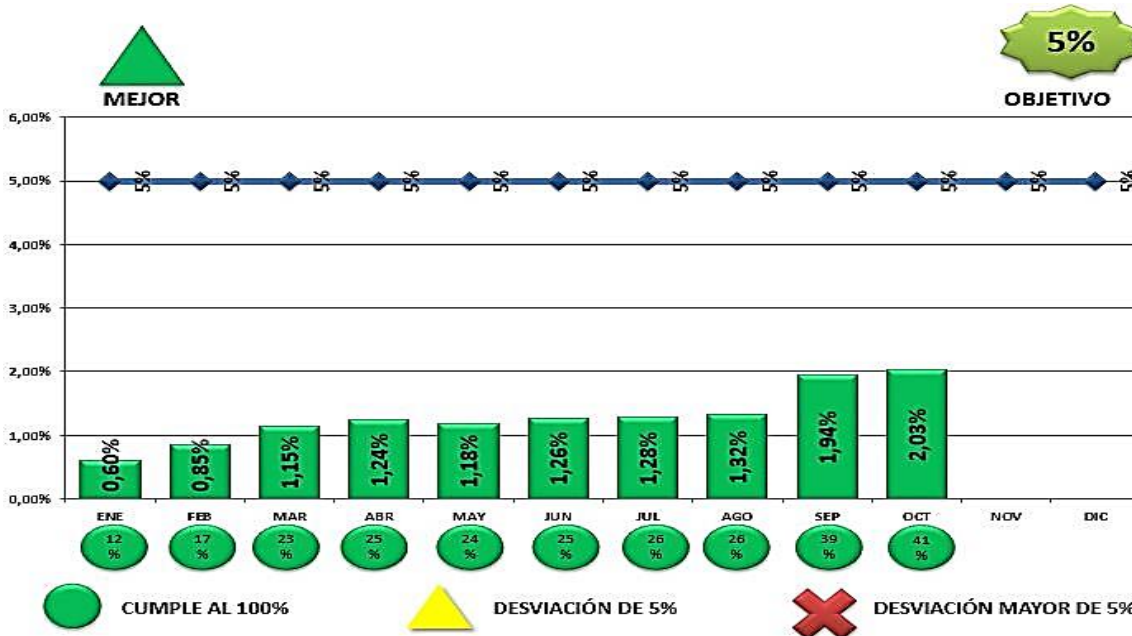 5%
MEJOR
OBJETIVO
6,00%
5,00%
5% 5% 5% 5% 5% 5% 5% 5% 5% 5% 5% 5%
4,00%
3,00%
2,00%
1,00%
0,00%
0,60% 0,85% 1,15% 1,24% 1,18% 1,26% 1,28% 1,32% 1,94% 2,03%
ENE FEB MAR ABR MAY JUN JUL AGO SEP OCT NOV DIC
12 % 17 % 23 % 25 % 24 % 25 % 26 % 26 % 39 % 41 %
CUMPLE AL 100% DESVIACIÓN DE 5% DESVIACIÓN MAYOR DE 5%